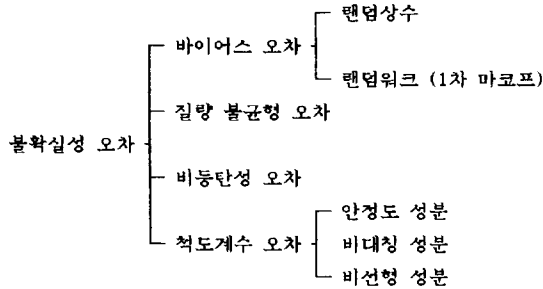 랜덤상수
바이어스 오차
랜덤워크 (1차 마코프)
질량 불균형 오차
불확실성 오차
비등탄성 오차
안정도 성분
척도계수 오차
비대칭 성분
비선형 성분